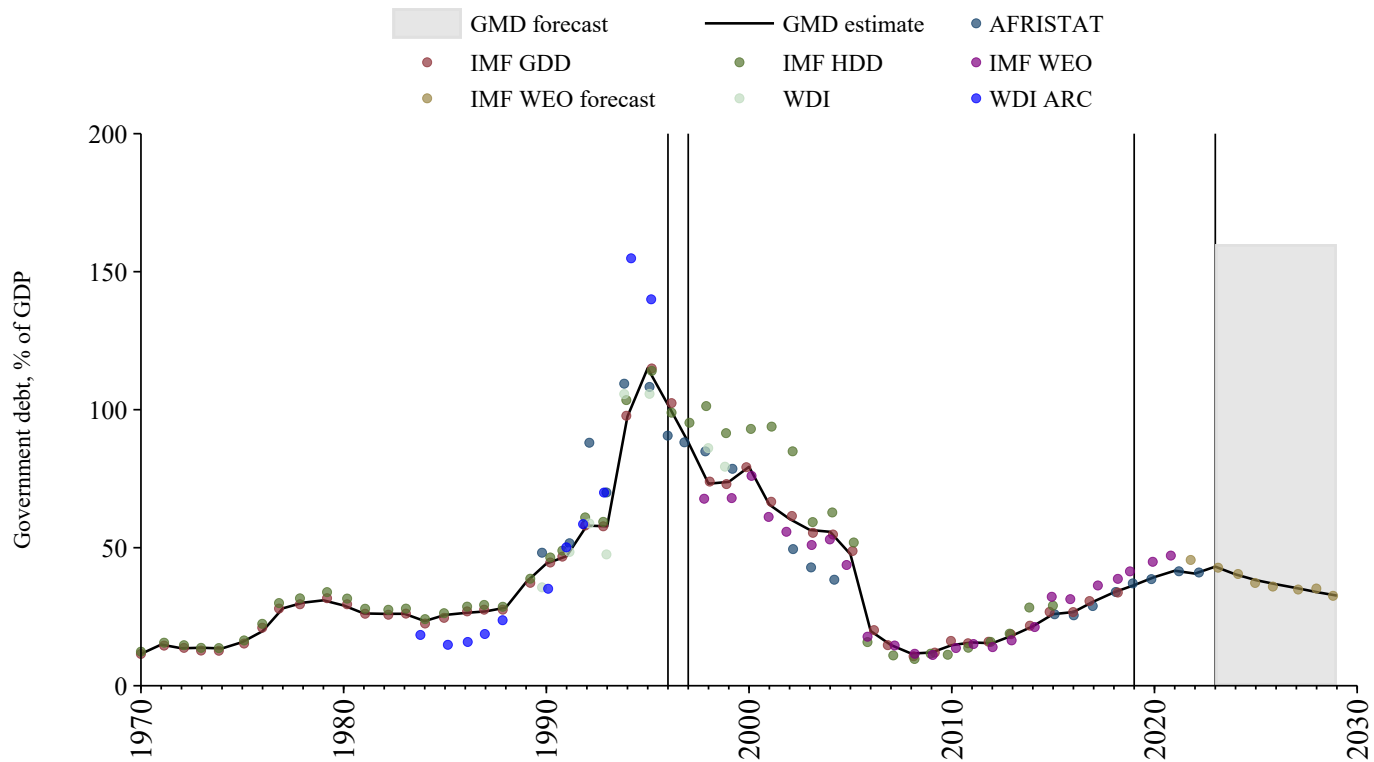 GMD forecast GMD estimate AFRISTAT
IMF GDD IMF HDD IMF WEO
IMF WEO forecast WDI WDI ARC
Government debt, % of GDP
200
150
100
50
0
1970 1980 1990 2000 2010 2020 2030